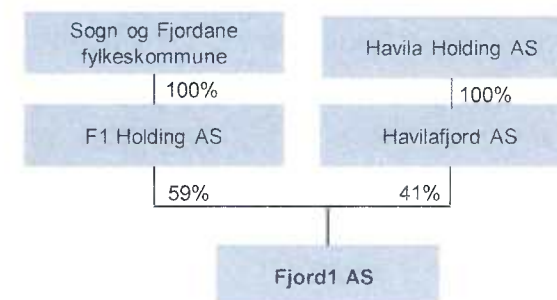 Sogn og Fjordane
fylkeskommune
Havila Holding AS
100%
100%
F1 Holding AS
Havilafjord AS
59%
41%
Fjord1 AS